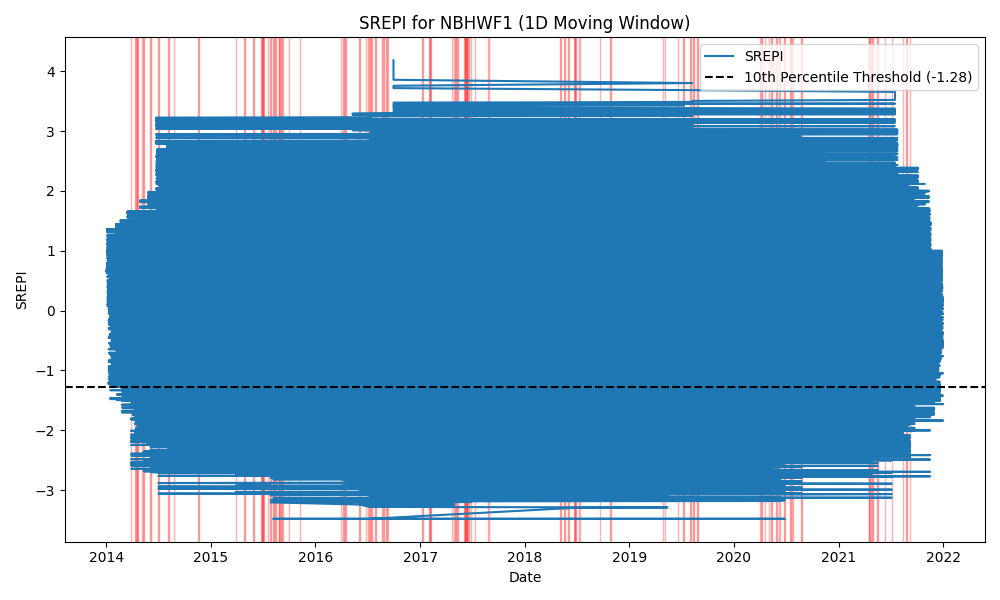 SREPI for NBHWF1 (1D Moving Window)
SREPI
10th Percentile Threshold (-1.28)
4
3
2
1
0
−1
−2
−3
SREPI
2014 2015 2016 2017 2018 2019 2020 2021 2022
Date